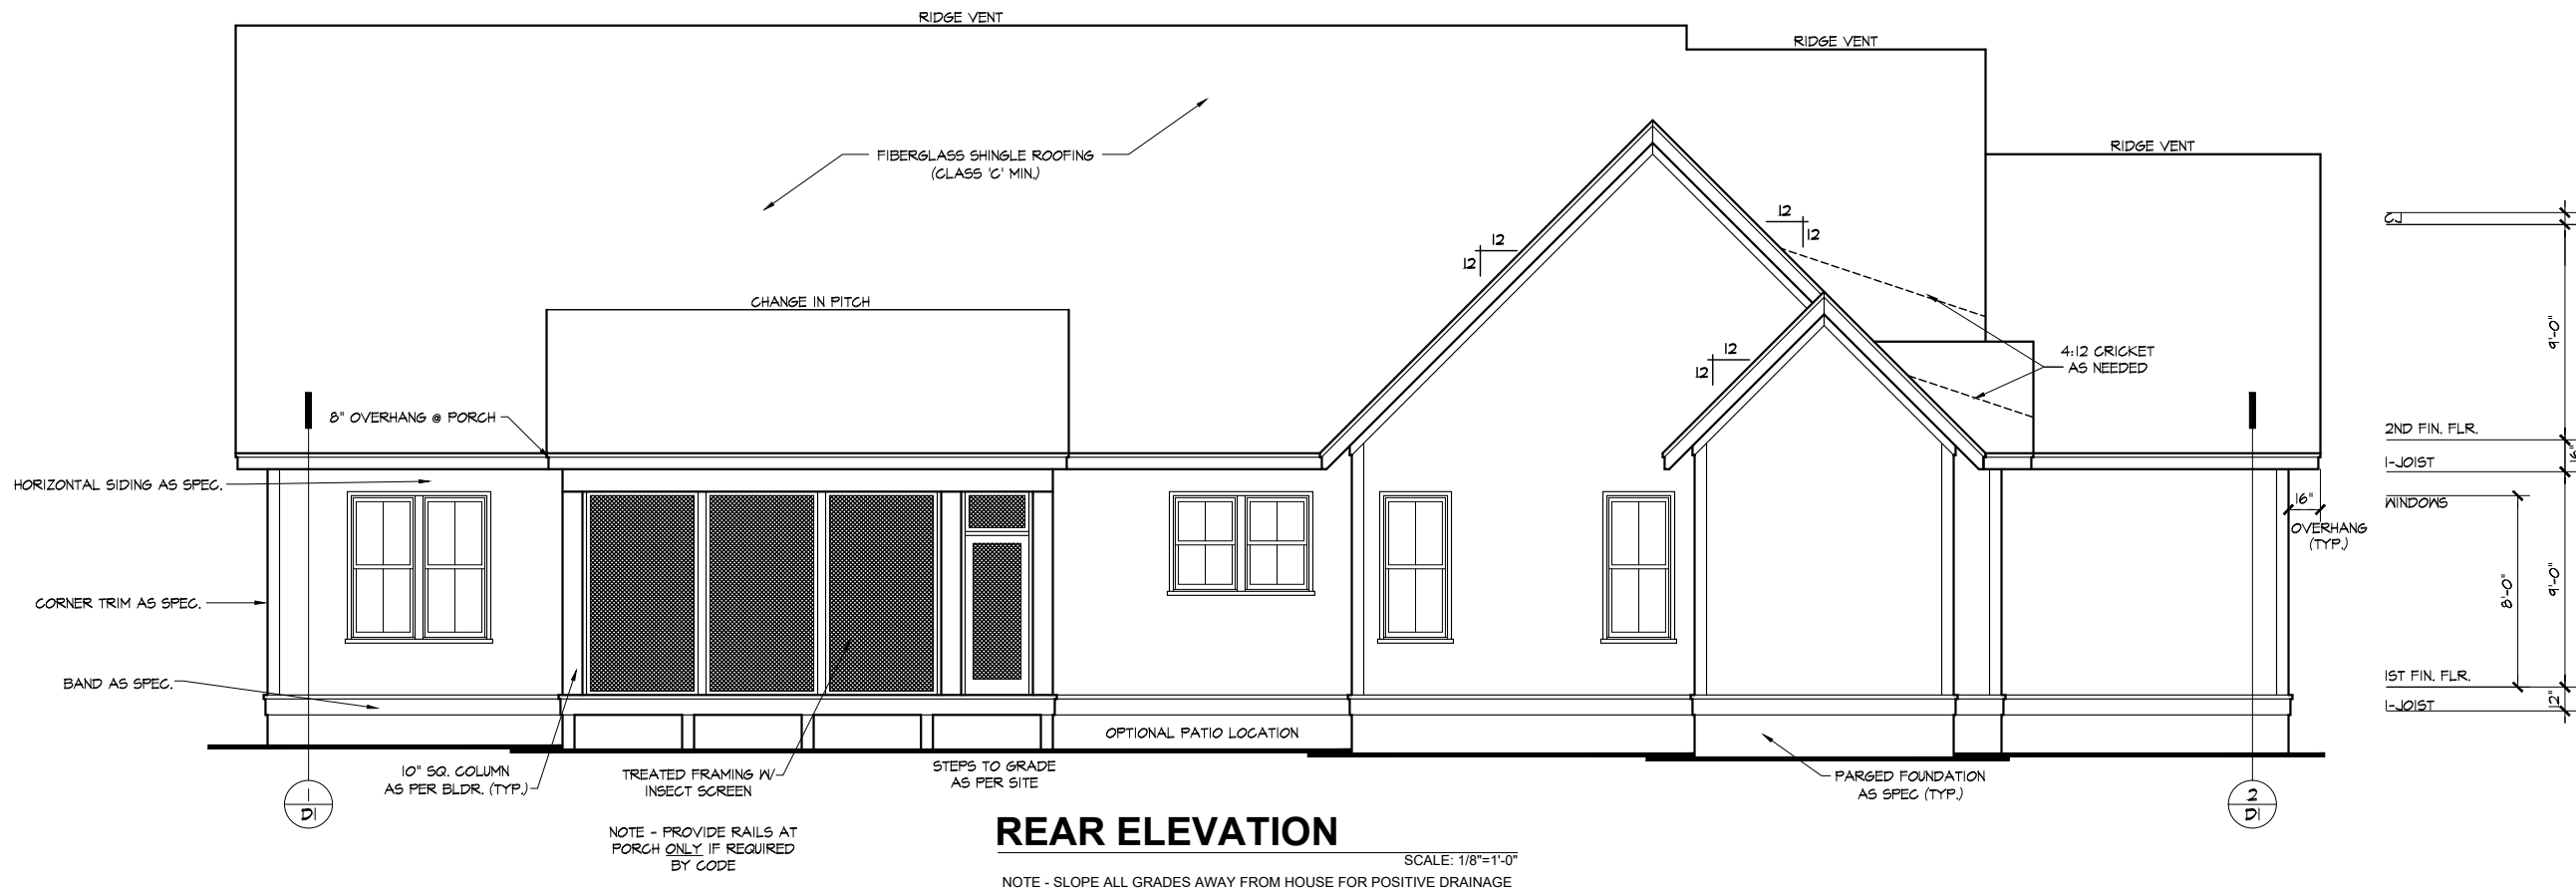 RIDGE VENT
RIDGE VENT
RIDGE VENT
FIBERGLASS SHINGLE ROOFING
(CLASS 'C' MIN.)
12
12
12
12
CJ
CHANGE IN PITCH
9'-0"
12
12
4:12 CRICKET
AS NEEDED
8" OVERHANG @ PORCH
2ND FIN. FLR.
16"
I-JOIST
HORIZONTAL SIDING AS SPEC.
16"
OVERHANG
(TYP.)
WINDOWS
8'-0"
9'-0"
CORNER TRIM AS SPEC.
BAND AS SPEC.
1ST FIN. FLR.
12"
I-JOIST
OPTIONAL PATIO LOCATION
10" SQ. COLUMN
AS PER BLDR. (TYP.)
TREATED FRAMING W/
INSECT SCREEN
STEPS TO GRADE
AS PER SITE
PARGED FOUNDATION
AS SPEC (TYP.)
1
D1
2
D1
NOTE - PROVIDE RAILS AT
PORCH ONLY IF REQUIRED
BY CODE
REAR ELEVATION
SCALE: 1/8"=1'-0"
NOTE - SLOPE ALL GRADES AWAY FROM HOUSE FOR POSITIVE DRAINAGE